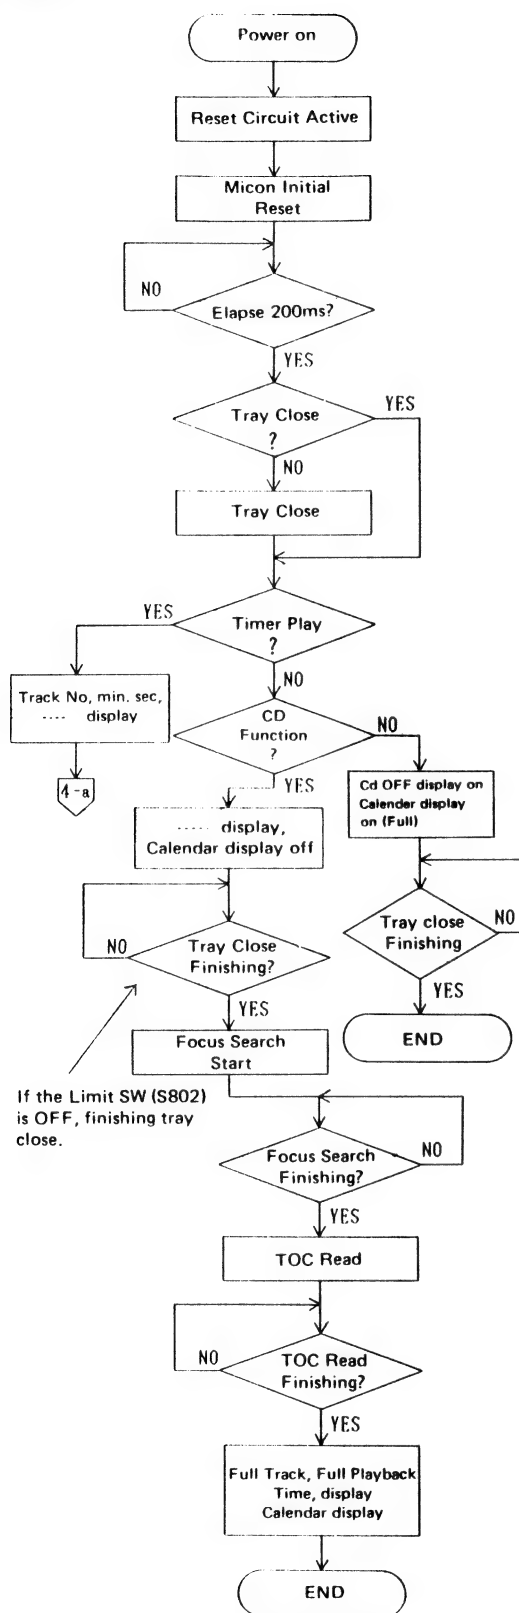 Power on
Reset Circuit Active
Micon Initial
Reset
NO
Elapse 200ms?
YES
Tray Close
?
YES
NO
Tray Close
YES
Timer Play
?
NO
Track No, min. sec,
---- display
4-a
CD
Function
?
NO
YES
Cd OFF display on
Calendar display
on (Full)
----- display,
Calendar display off
NO
Tray Close
Finishing?
YES
Tray close
Finishing
NO
YES
END
Focus Search
Start
If the Limit SW (S802)
is OFF, finishing tray
close.
Focus Search
Finishing?
NO
YES
TOC Read
NO
TOC Read
Finishing?
YES
Full Track, Full Playback
Time, display
Calendar display
END